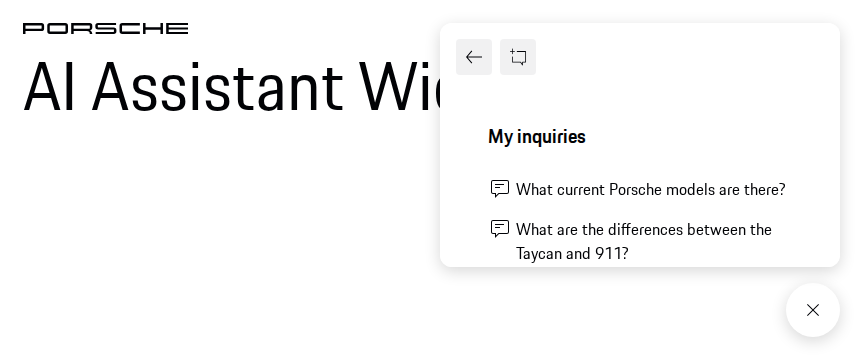 PORSCHE
AI Assistant
My inquiries
What current Porsche models are there?
What are the differences between the
Taycan and 911?